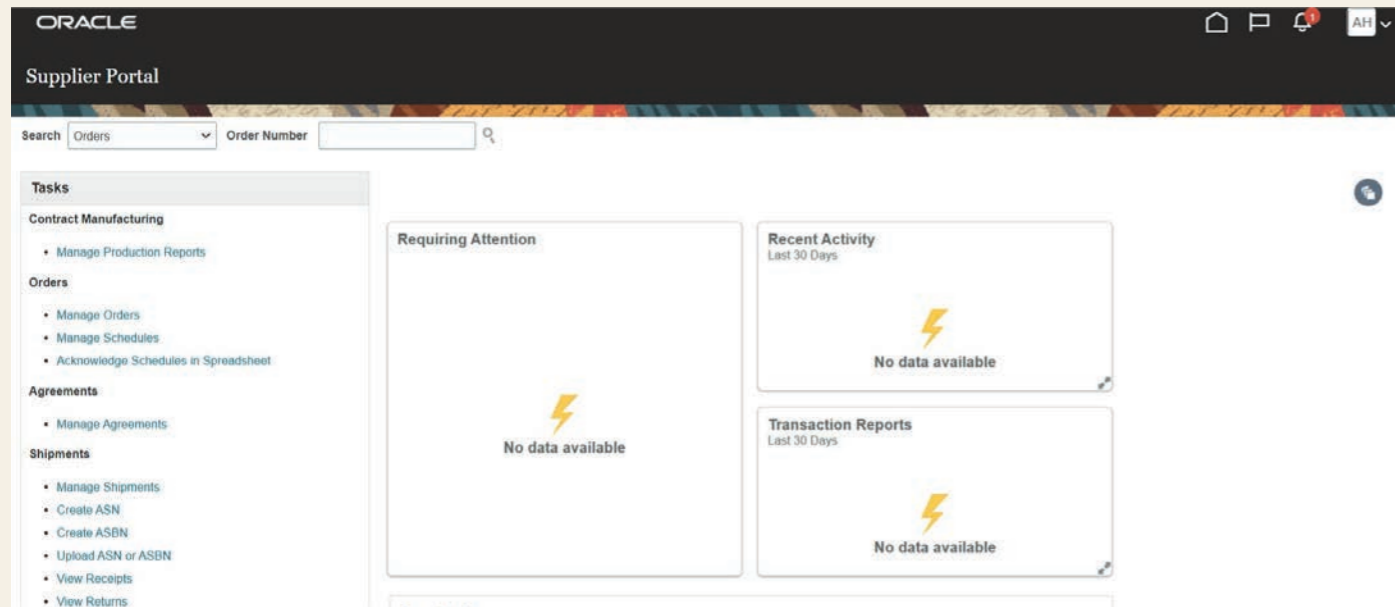 ORACLE
1
AH
Supplier Portal
Search Orders Order Number
Tasks
Contract Manufacturing
• Manage Production Reports
Orders
• Manage Orders
• Manage Schedules
• Acknowledge Schedules in Spreadsheet
Agreements
• Manage Agreements
Shipments
• Manage Shipments
• Create ASN
• Create ASBN
• Upload ASN or ASBN
• View Receipts
• View Returns
Requiring Attention
No data available
Recent Activity
Last 30 Days
No data available
Transaction Reports
Last 30 Days
No data available